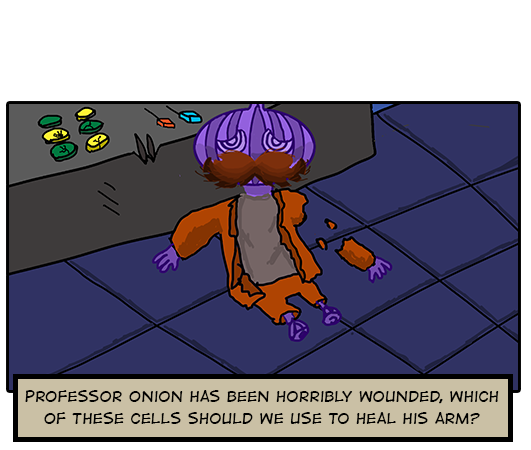 PROFESSOR ONION HAS BEEN HORRIBLY WOUNDED, WHICH
OF THESE CELLS SHOULD WE USE TO HEAL HIS ARM?